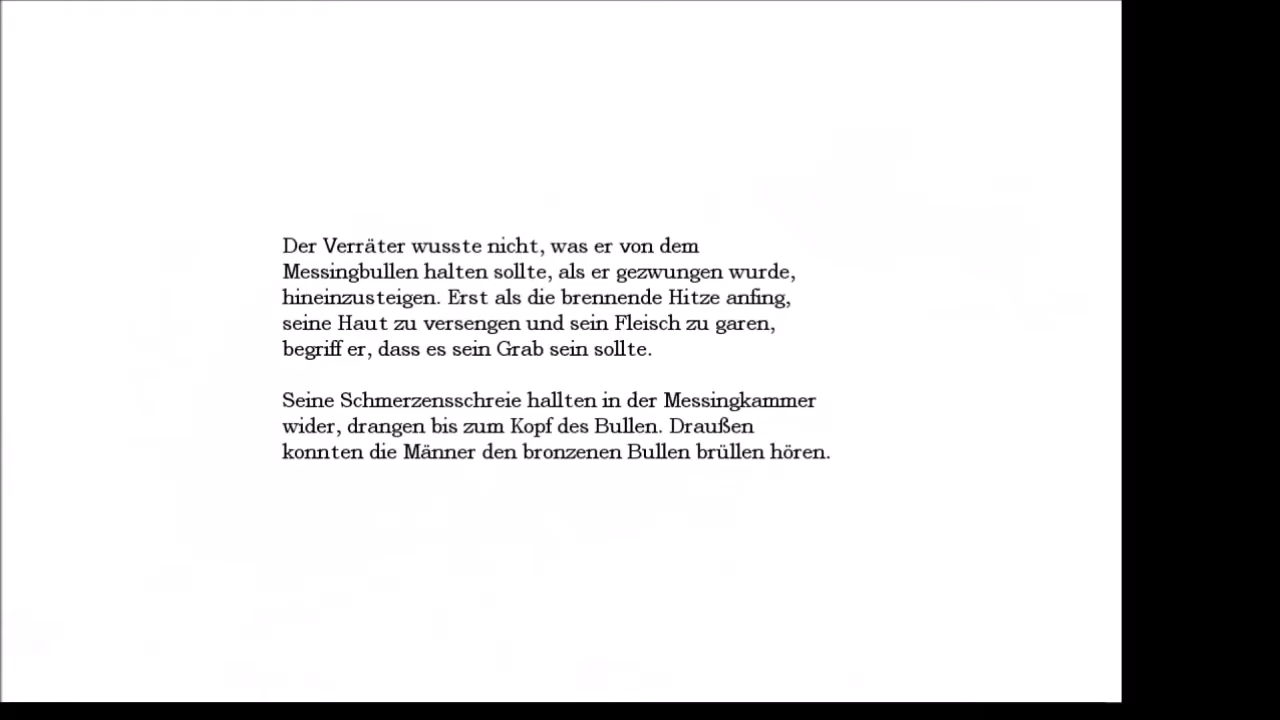 Der Verräter wusste nicht, was er von dem
Messingbullen halten sollte, als er gezwungen wurde,
hineinzusteigen. Erst als die brennende Hitze anfing,
seine Haut zu versengen und sein Fleisch zu garen,
begriff er, dass es sein Grab sein sollte.
Seine Schmerzensschreie hallten in der Messingkammer
wider, drangen bis zum Kopf des Bullen. Draußen
konnten die Männer den bronzenen Bullen brüllen hören.